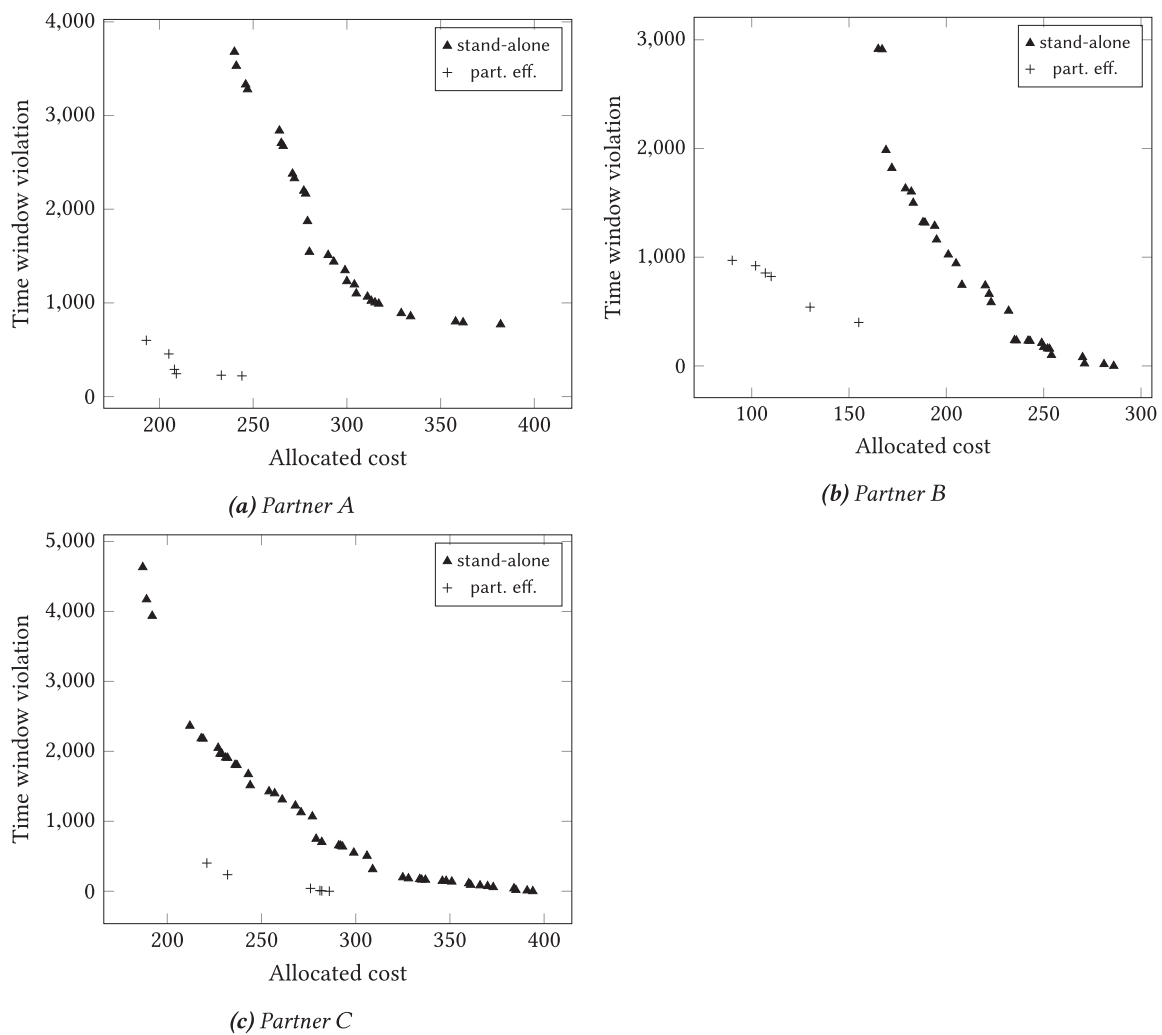 4,000
3,000
2,000
1,000
0
200
250
300
350
400
Time window violation
Allocated cost
stand-alone
part. eff.
(a) Partner A
3,000
2,000
1,000
0
100
150
200
250
300
Time window violation
Allocated cost
stand-alone
part. eff.
(b) Partner B
5,000
4,000
3,000
2,000
1,000
0
200
250
300
350
400
Time window violation
Allocated cost
stand-alone
part. eff.
(c) Partner C